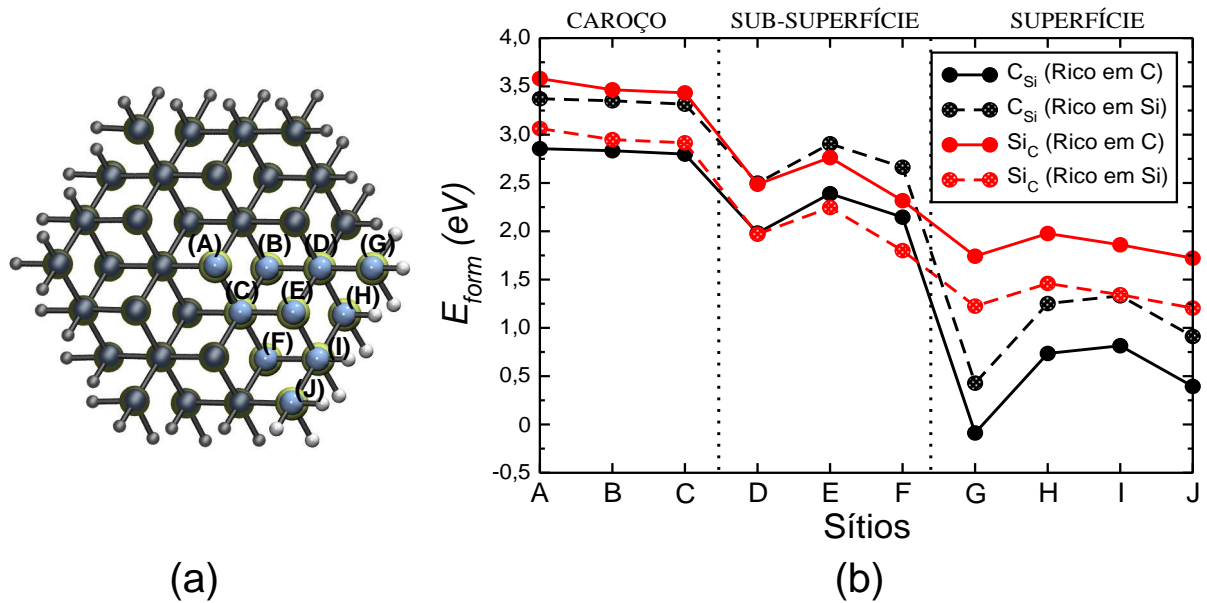 (A)
(B)
(D)
(G)
(C)
(E)
(H)
(F)
(I)
(J)
(a)
CAROÇO
SUB-SUPERFÍCIE
SUPERFÍCIE
E_form (eV)
4,0
3,5
3,0
2,5
2,0
1,5
1,0
0,5
0
-0,5
C_Si (Rico em C)
C_Si (Rico em Si)
Si_C (Rico em C)
Si_C (Rico em Si)
A B C D E F G H I J
Sítios
(b)